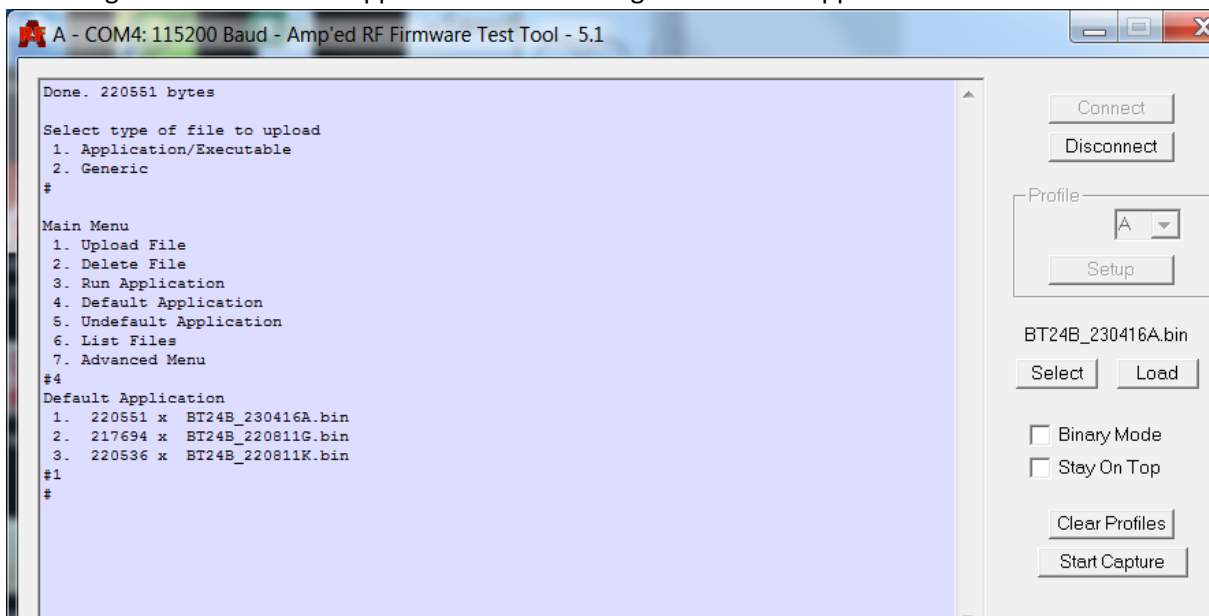 A - COM4: 115200 Baud - Amp'ed RF Firmware Test Tool - 5.1
Done. 220551 bytes
Select type of file to upload
1. Application/Executable
2. Generic
#
Main Menu
1. Upload File
2. Delete File
3. Run Application
4. Default Application
5. Undefault Application
6. List Files
7. Advanced Menu
#4
Default Application
1. 220551 x BT24B_230416A.bin
2. 217694 x BT24B_220811G.bin
3. 220536 x BT24B_220811K.bin
#1
#
Connect
Disconnect
Profile
A
Setup
BT24B_230416A.bin
Select Load
Binary Mode
Stay On Top
Clear Profiles
Start Capture